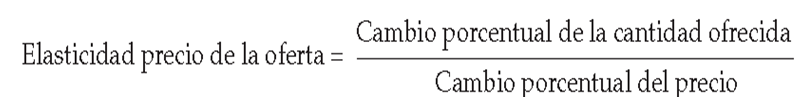 Elasticidad precio de la oferta = Cambio porcentual de la cantidad ofrecida
Cambio porcentual del precio